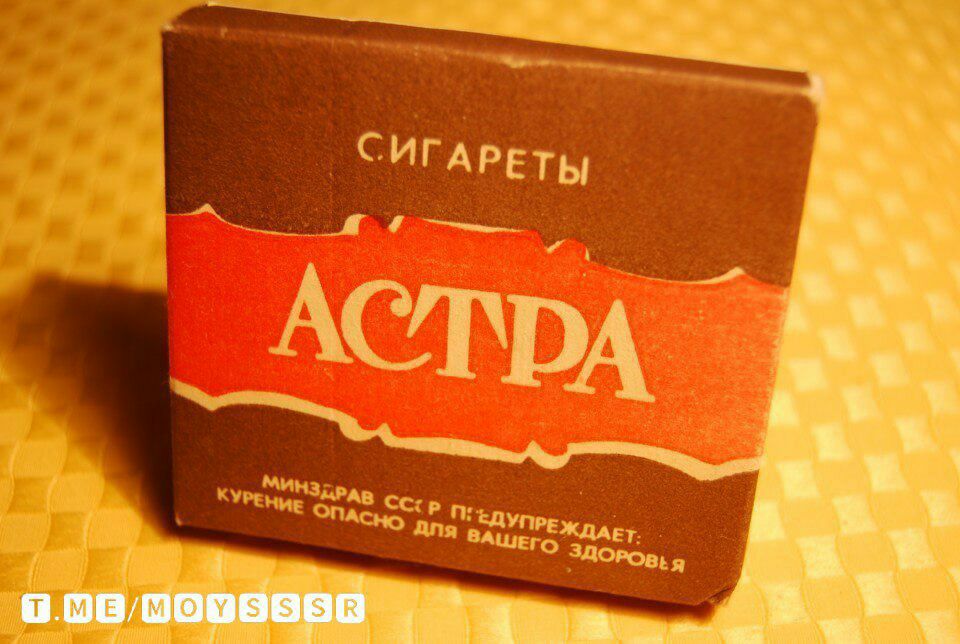 СИГАРЕТЫ
АСТРА
МИНЗДРАВ СССР ПРЕДУПРЕЖДАЕТ:
КУРЕНИЕ ОПАСНО ДЛЯ ВАШЕГО ЗДОРОВЬЯ
T.ME/MOYSSSR